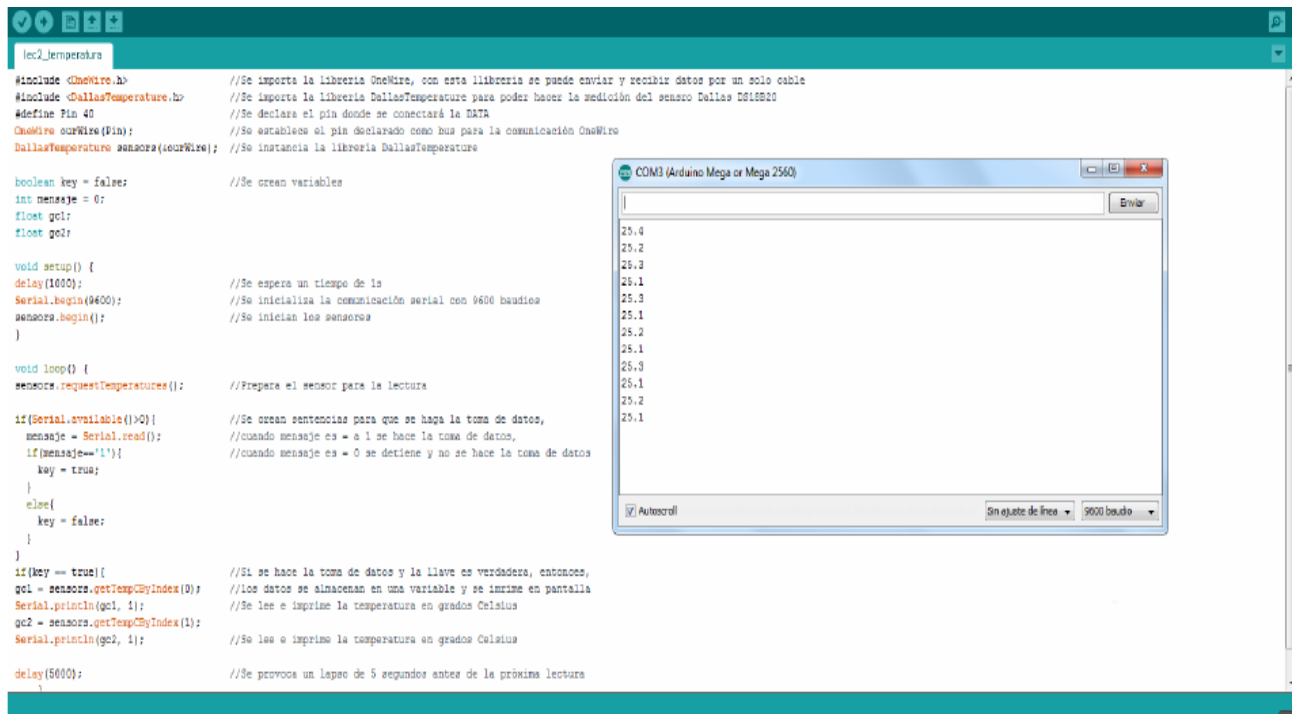 lec2_temperatura
#include <OneWire.h> //Se importa la libreria OneWire, con esta llibreria se puede enviar y recibir datos por un solo cable
#include <DallasTemperature.h> //Se importa la libreria DallasTemperature para poder hacer la medición del sensro Dallas DS18B20
#define Pin 40 //Se declara el pin donde se conectará la DATA
OneWire ourWire(Pin); //Se establece el pin declarado como bus para la comunicación OneWire
DallasTemperature sensors(&ourWire); //Se instancia la libreria DallasTemperature
boolean key = false; //Se crean variables
int mensaje = 0;
float gc1;
float gc2;
void setup() {
delay(1000); //Se espera un tiempo de 1s
Serial.begin(9600); //Se inicializa la comunicación serial con 9600 baudios
sensors.begin(); //Se inician los sensores
}
void loop() {
sensors.requestTemperatures(); //Prepara el sensor para la lectura
if(Serial.available()>0){ //Se crean sentencias para que se haga la toma de datos,
mensaje = Serial.read(); //cuando mensaje es = a 1 se hace la toma de datos,
if(mensaje=='1'){ //cuando mensaje es = 0 se detiene y no se hace la toma de datos
key = true;
}
else{
key = false;
}
}
if(key == true){ //Si se hace la toma de datos y la llave es verdadera, entonces,
gc1 = sensors.getTempCByIndex(0); //los datos se almacenan en una variable y se imrime en pantalla
Serial.println(gc1, 1); //Se lee e imprime la temperatura en grados Celsius
gc2 = sensors.getTempCByIndex(1);
Serial.println(gc2, 1); //Se lee e imprime la temperatura en grados Celsius
delay(5000); //Se provoca un lapso de 5 segundos antes de la próxima lectura
}
COM3 (Arduino Mega or Mega 2560)
Enviar
25.4
25.2
25.3
25.1
25.3
25.1
25.2
25.1
25.3
25.1
25.2
25.1
Autoscroll
Sin ajuste de línea
9600 baudio